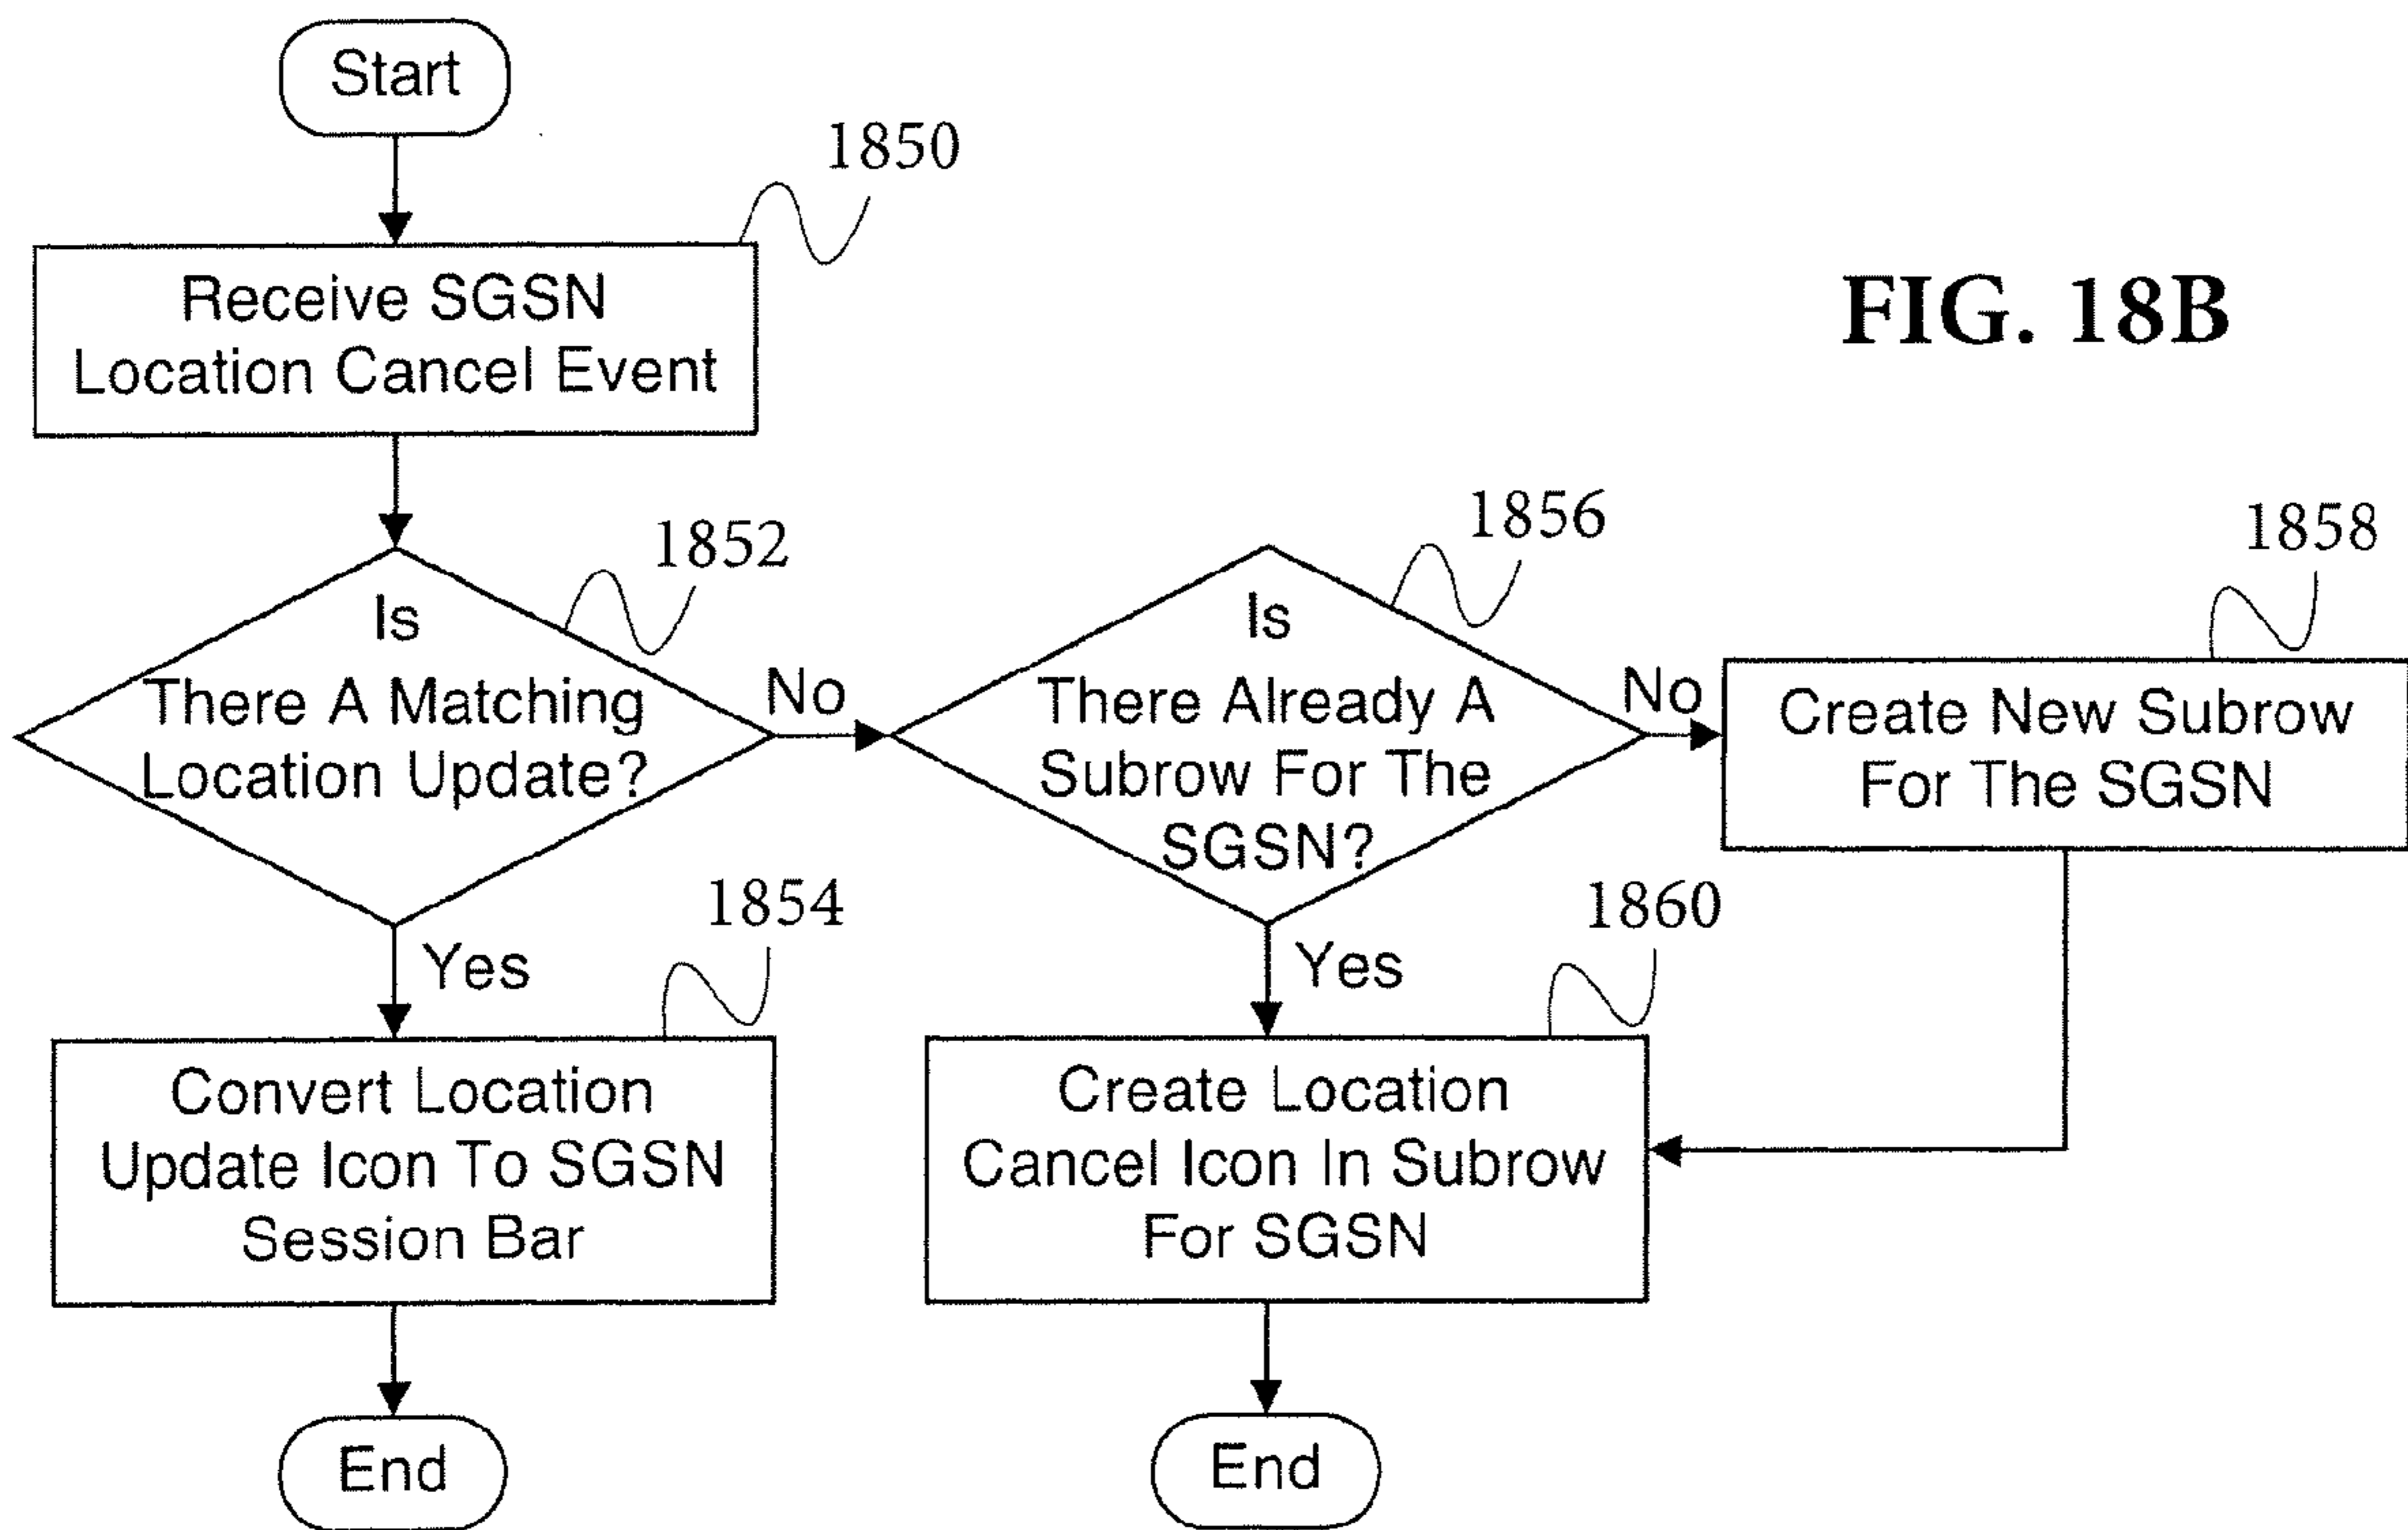 Start
1850
Receive SGSN
Location Cancel Event
FIG. 18B
1852
Is
There A Matching
Location Update?
No
1856
Is
There Already A
Subrow For The
SGSN?
No
1858
Create New Subrow
For The SGSN
Yes
1854
Convert Location
Update Icon To SGSN
Session Bar
Yes
1860
Create Location
Cancel Icon In Subrow
For SGSN
End
End